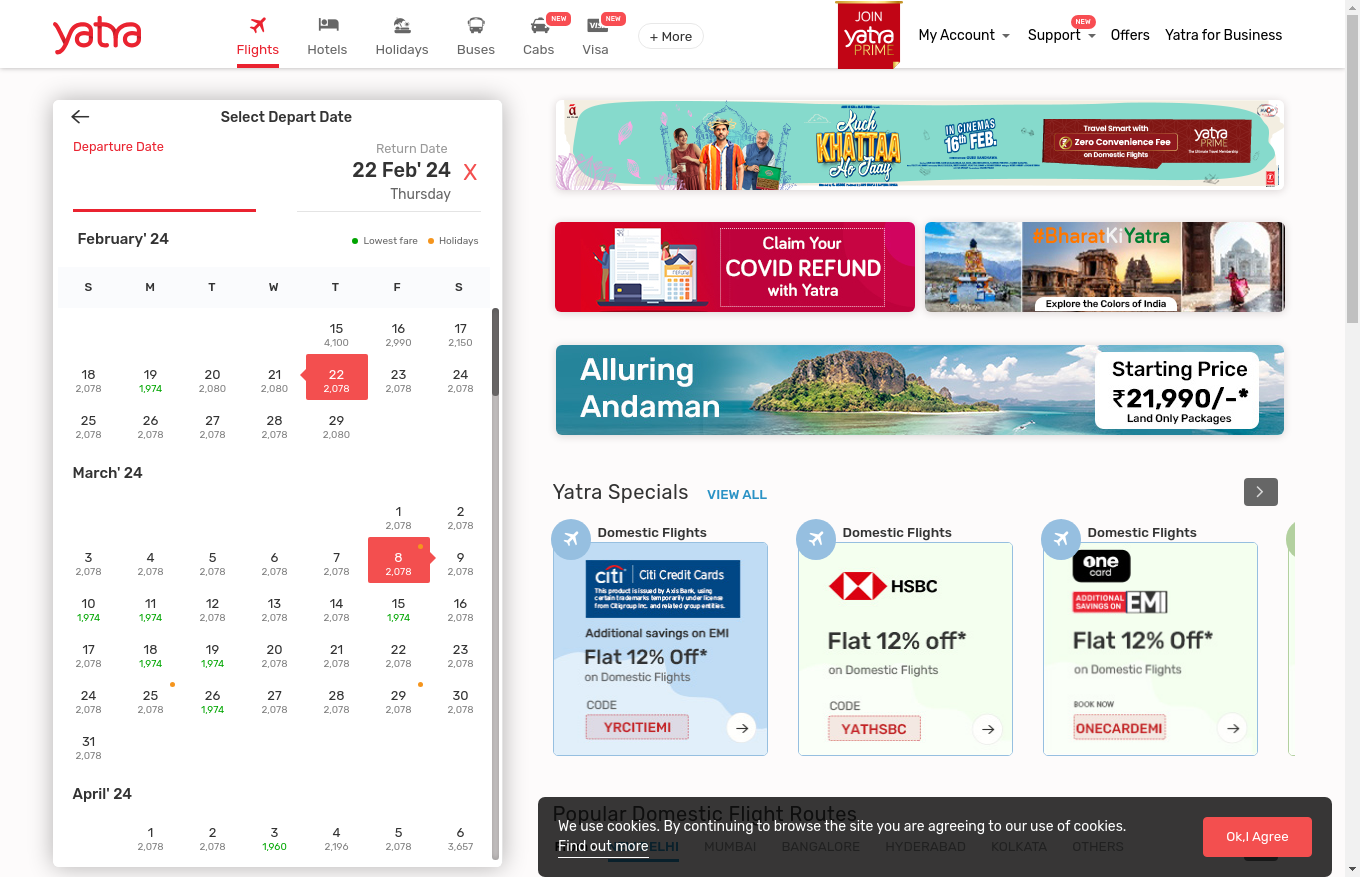 yatra
Flights
Hotels
Holidays
Buses
NEW
Cabs
NEW
Visa
+ More
JOIN
yatra
PRIME
My Account
NEW
Support
Offers
Yatra for Business
Select Depart Date
Departure Date
Return Date
22 Feb' 24 X
Thursday
February' 24
Lowest fare
Holidays
S M T W T F S
15 16 17
4,100 2,990 2,150
18 19 20 21 22 23 24
2,078 1,974 2,080 2,080 2,078 2,078 2,078
25 26 27 28 29
2,078 2,078 2,078 2,078 2,080
March' 24
1 2
2,078 2,078
3 4 5 6 7 8 9
2,078 2,078 2,078 2,078 2,078 2,078 2,078
10 11 12 13 14 15 16
1,974 1,974 2,078 2,078 2,078 1,974 2,078
17 18 19 20 21 22 23
2,078 1,974 1,974 2,078 2,078 2,078 2,078
24 25 26 27 28 29 30
2,078 2,078 1,974 2,078 2,078 2,078 2,078
31
2,078
April' 24
1 2 3 4 5 6
2,078 2,078 1,960 2,196 2,078 3,657
Kuch
KHATTAA
Ho Jaay
IN CINEMAS
16TH FEB.
Travel Smart with
Zero Convenience Fee
on Domestic Flights
yatra
PRIME
Claim Your
COVID REFUND
with Yatra
#BharatKiYatra
Explore the Colors of India
Alluring
Andaman
Starting Price
₹21,990/-*
Land Only Packages
Yatra Specials
VIEW ALL
Domestic Flights
citi | Citi Credit Cards
This product is issued by Axis Bank, using
certain trademarks temporarily under license
from Citigroup Inc. and related group entities.
Additional savings on EMI
Flat 12% Off*
on Domestic Flights
CODE
YRCITIEMI
Domestic Flights
HSBC
Flat 12% off*
on Domestic Flights
CODE
YATHSBC
Domestic Flights
one
card
ADDITIONAL
SAVINGS ON EMI
Flat 12% Off*
on Domestic Flights
BOOK NOW
ONECARDEMI
Popular Domestic Flight Routes
We use cookies. By continuing to browse the site you are agreeing to our use of cookies.
Find out more
Ok,I Agree
MUMBAI
BANGALORE
HYDERABAD
KOLKATA
OTHERS